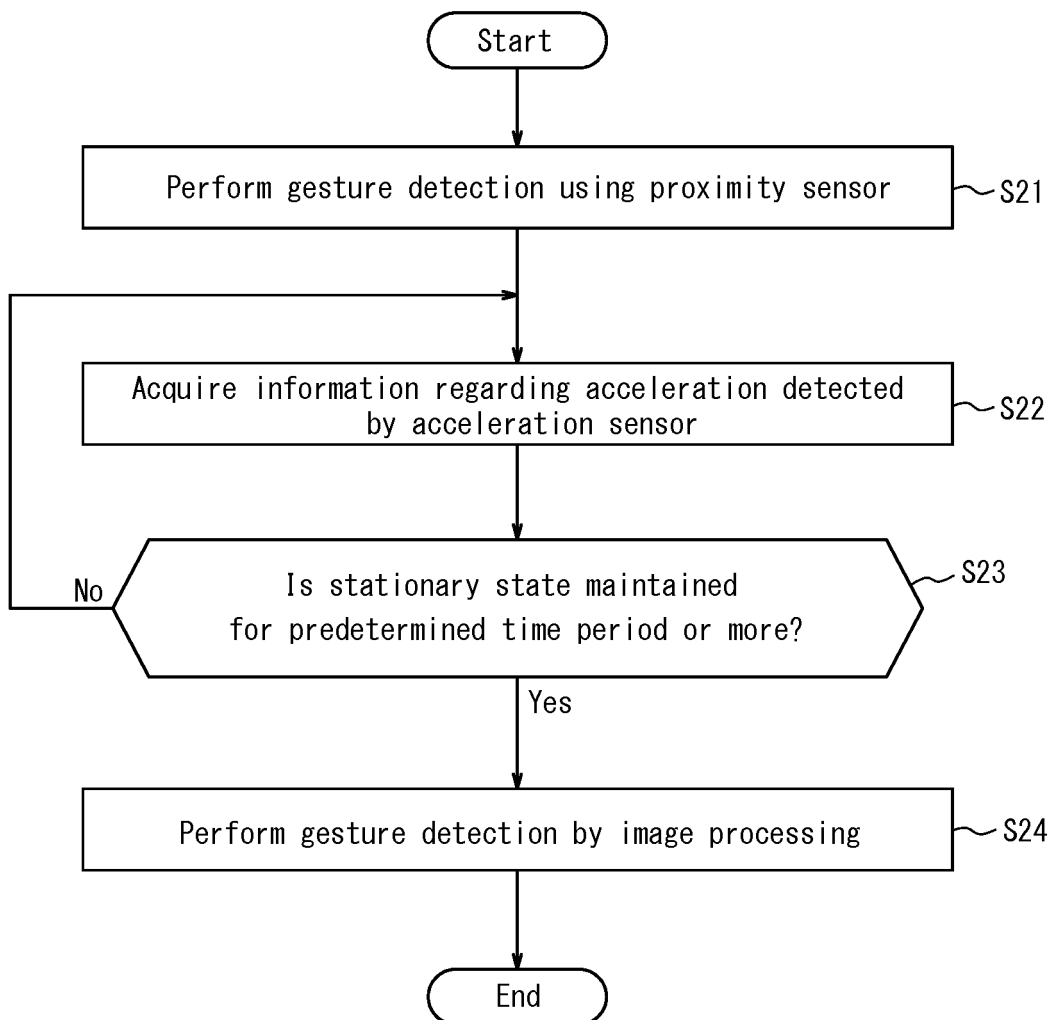 Start
Perform gesture detection using proximity sensor
S21
Acquire information regarding acceleration detected
by acceleration sensor
S22
Is stationary state maintained
for predetermined time period or more?
S23
No
Yes
Perform gesture detection by image processing
S24
End